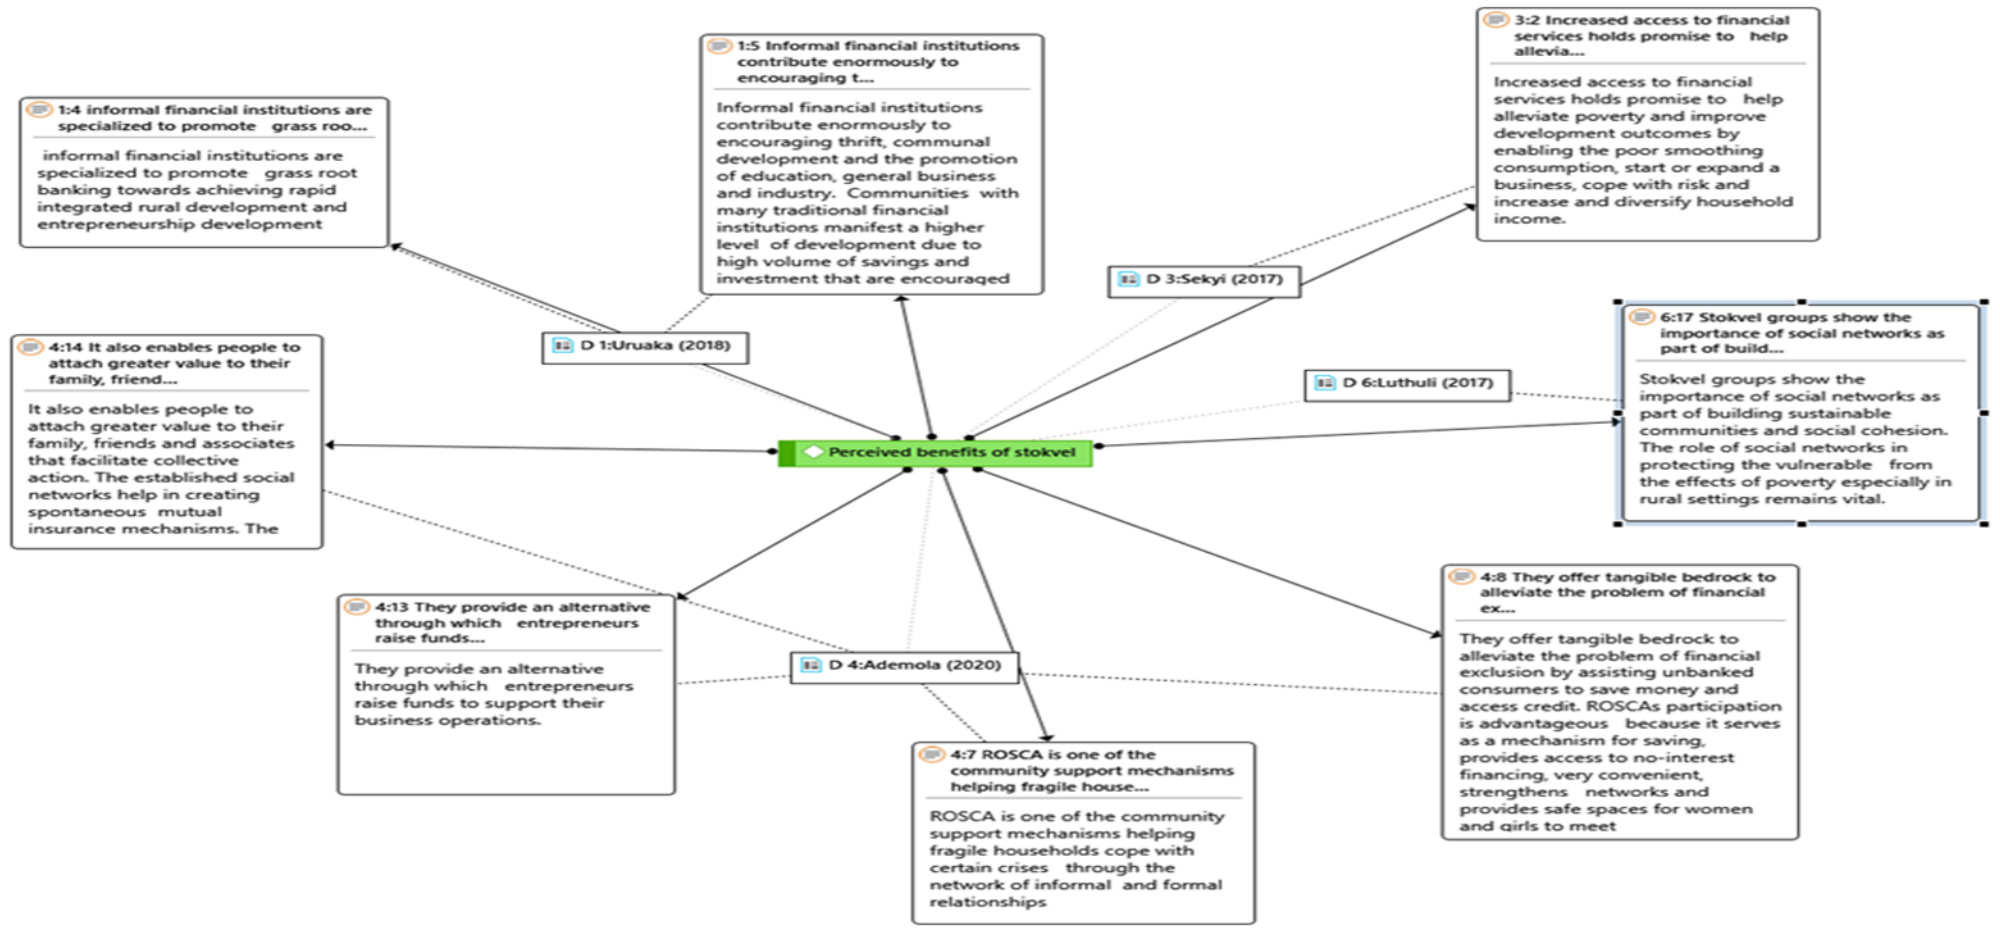 1:4 informal financial institutions are
specialized to promote grass roo...
informal financial institutions are
specialized to promote grass root
banking towards achieving rapid
integrated rural development and
entrepreneurship development
1:5 Informal financial institutions
contribute enormously to
encouraging t...
Informal financial institutions
contribute enormously to
encouraging thrift, communal
development and the promotion
of education, general business
and industry. Communities with
many traditional financial
institutions manifest a higher
level of development due to
high volume of savings and
investment that are encouraged
3:2 Increased access to financial
services holds promise to help
allevia...
Increased access to financial
services holds promise to help
alleviate poverty and improve
development outcomes by
enabling the poor smoothing
consumption, start or expand a
business, cope with risk and
increase and diversify household
income.
D 3:Sekyi (2017)
D 1:Uruaka (2018)
D 6:Luthuli (2017)
6:17 Stokvel groups show the
importance of social networks as
part of build...
Stokvel groups show the
importance of social networks as
part of building sustainable
communities and social cohesion.
The role of social networks in
protecting the vulnerable from
the effects of poverty especially in
rural settings remains vital.
4:14 It also enables people to
attach greater value to their
family, friend...
It also enables people to
attach greater value to their
family, friends and associates
that facilitate collective
action. The established social
networks help in creating
spontaneous mutual
insurance mechanisms. The
Perceived benefits of stokvel
4:13 They provide an alternative
through which entrepreneurs
raise funds...
They provide an alternative
through which entrepreneurs
raise funds to support their
business operations.
D 4:Ademola (2020)
4:7 ROSCA is one of the
community support mechanisms
helping fragile house...
ROSCA is one of the community
support mechanisms helping
fragile households cope with
certain crises through the
network of informal and formal
relationships
4:8 They offer tangible bedrock to
alleviate the problem of financial
ex...
They offer tangible bedrock to
alleviate the problem of financial
exclusion by assisting unbanked
consumers to save money and
access credit. ROSCAs participation
is advantageous because it serves
as a mechanism for saving,
provides access to no-interest
financing, very convenient,
strengthens networks and
provides safe spaces for women
and girls to meet